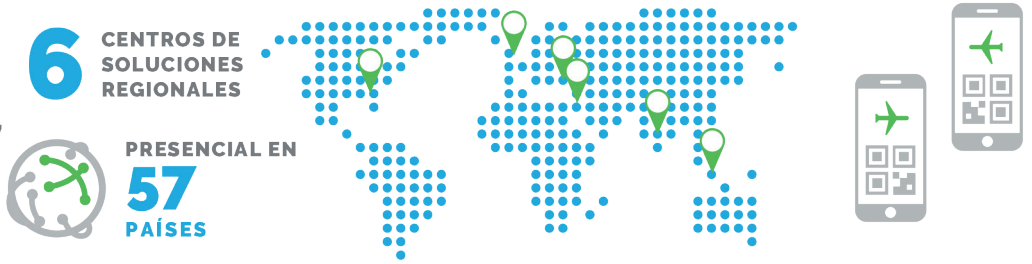 6
CENTROS DE
SOLUCIONES
REGIONALES
PRESENCIAL EN
57
PAÍSES